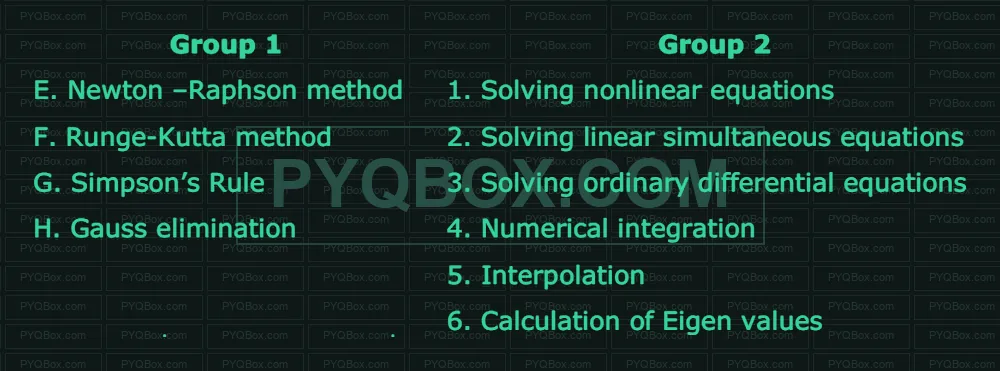 Group 1 Group 2
E. Newton –Raphson method 1. Solving nonlinear equations
F. Runge-Kutta method 2. Solving linear simultaneous equations
G. Simpson’s Rule 3. Solving ordinary differential equations
H. Gauss elimination 4. Numerical integration
5. Interpolation
6. Calculation of Eigen values
PYQBOX.COM
PYQBox.com